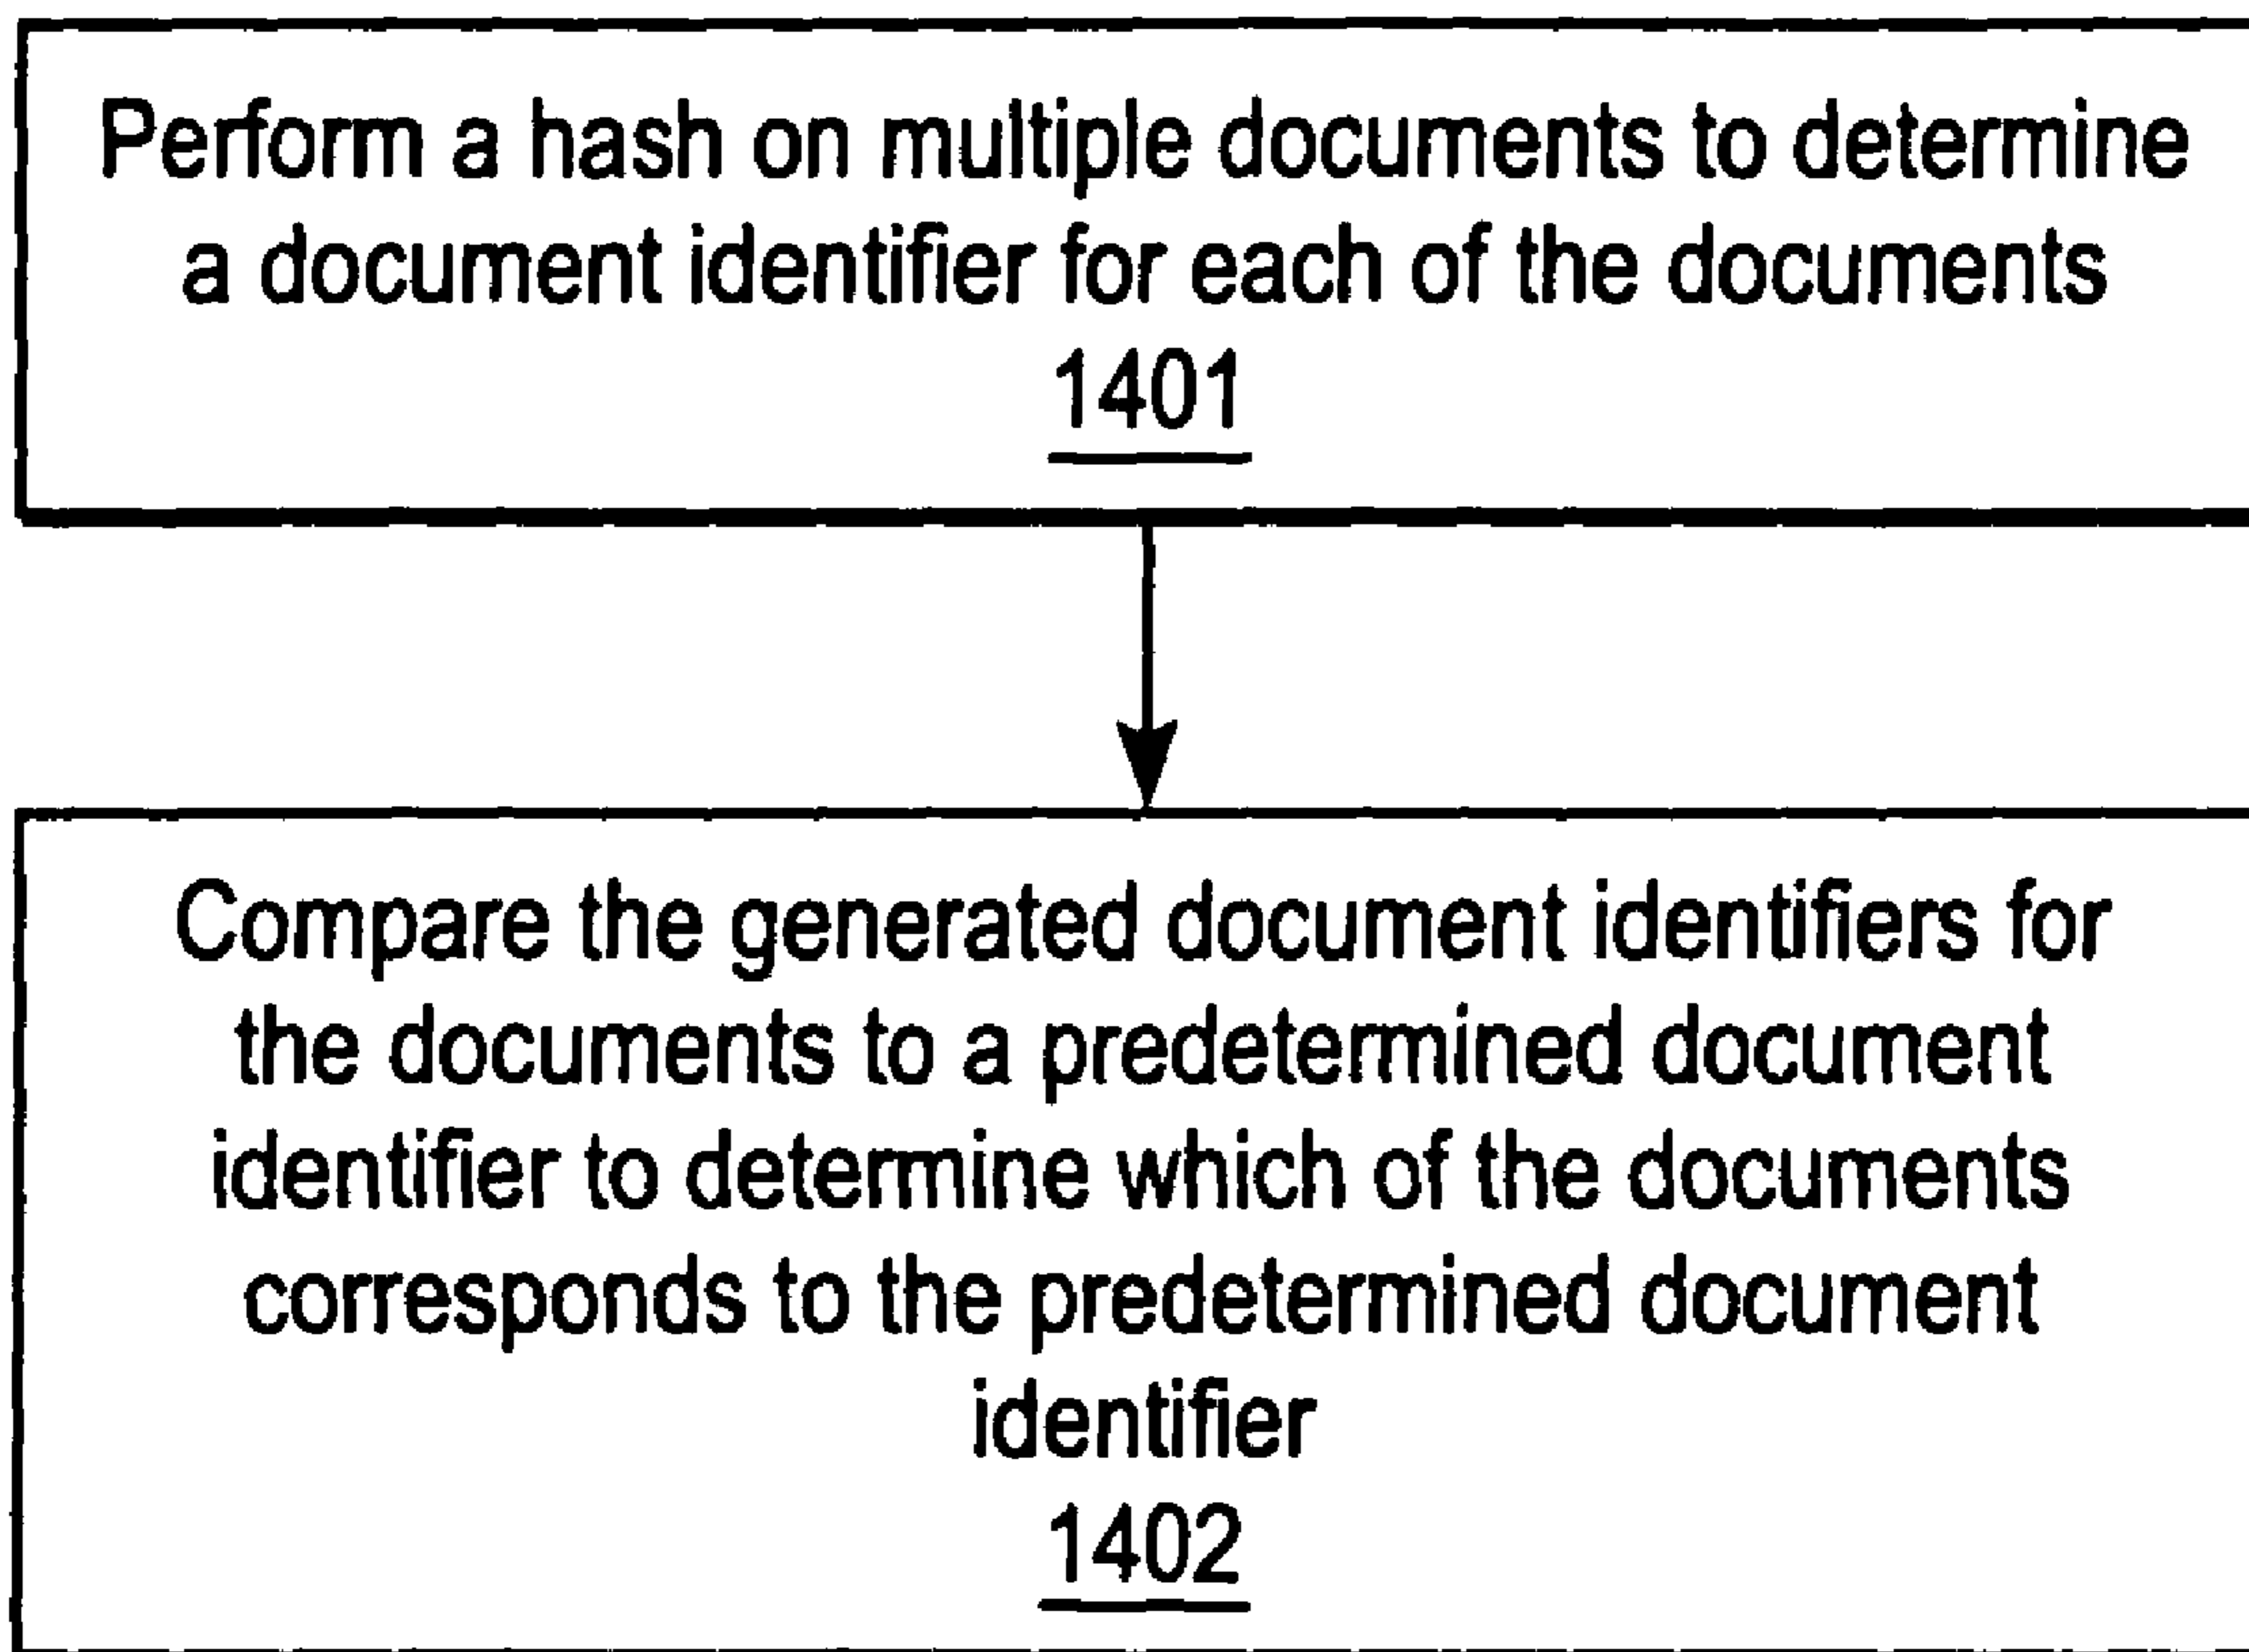 Perform a hash on multiple documents to determine
a document identifier for each of the documents
1401
Compare the generated document identifiers for
the documents to a predetermined document
identifier to determine which of the documents
corresponds to the predetermined document
identifier
1402